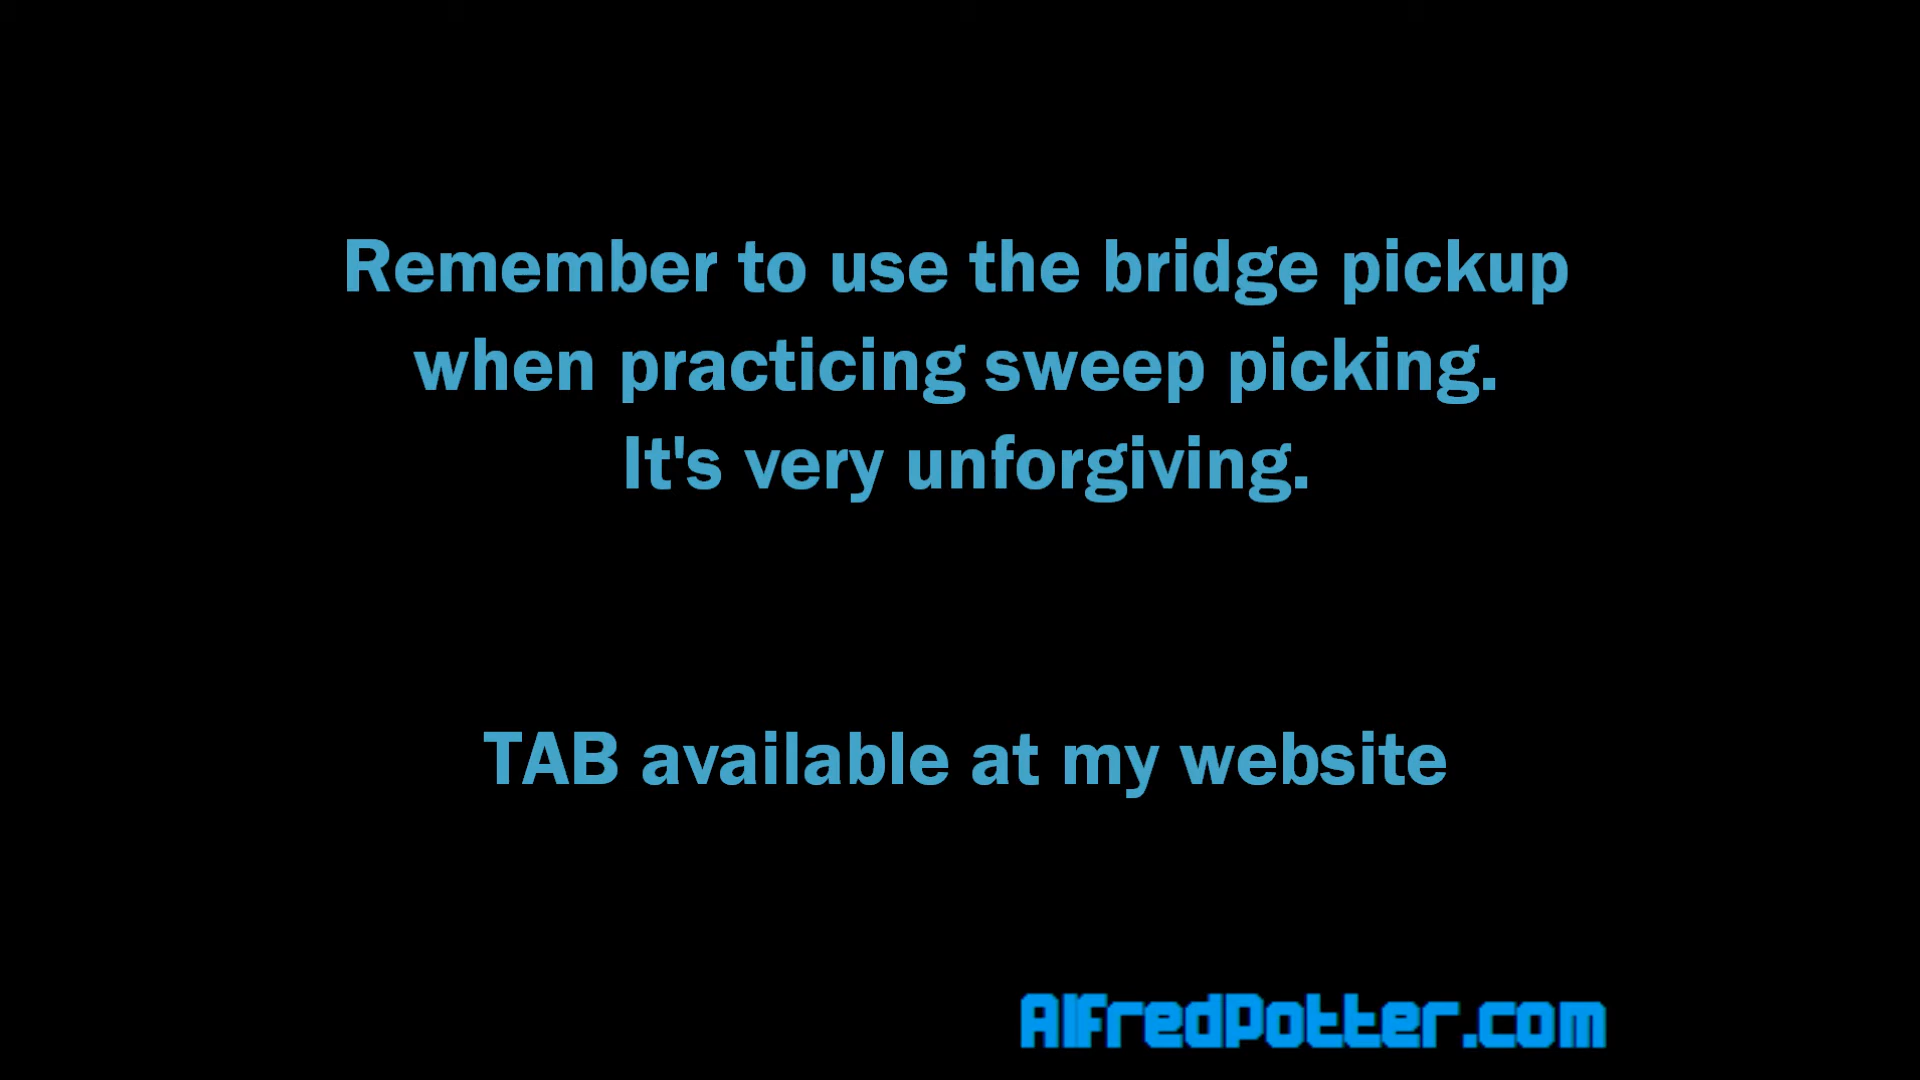 Remember to use the bridge pickup
when practicing sweep picking.
It's very unforgiving.
TAB available at my website
AlfredPotter.com